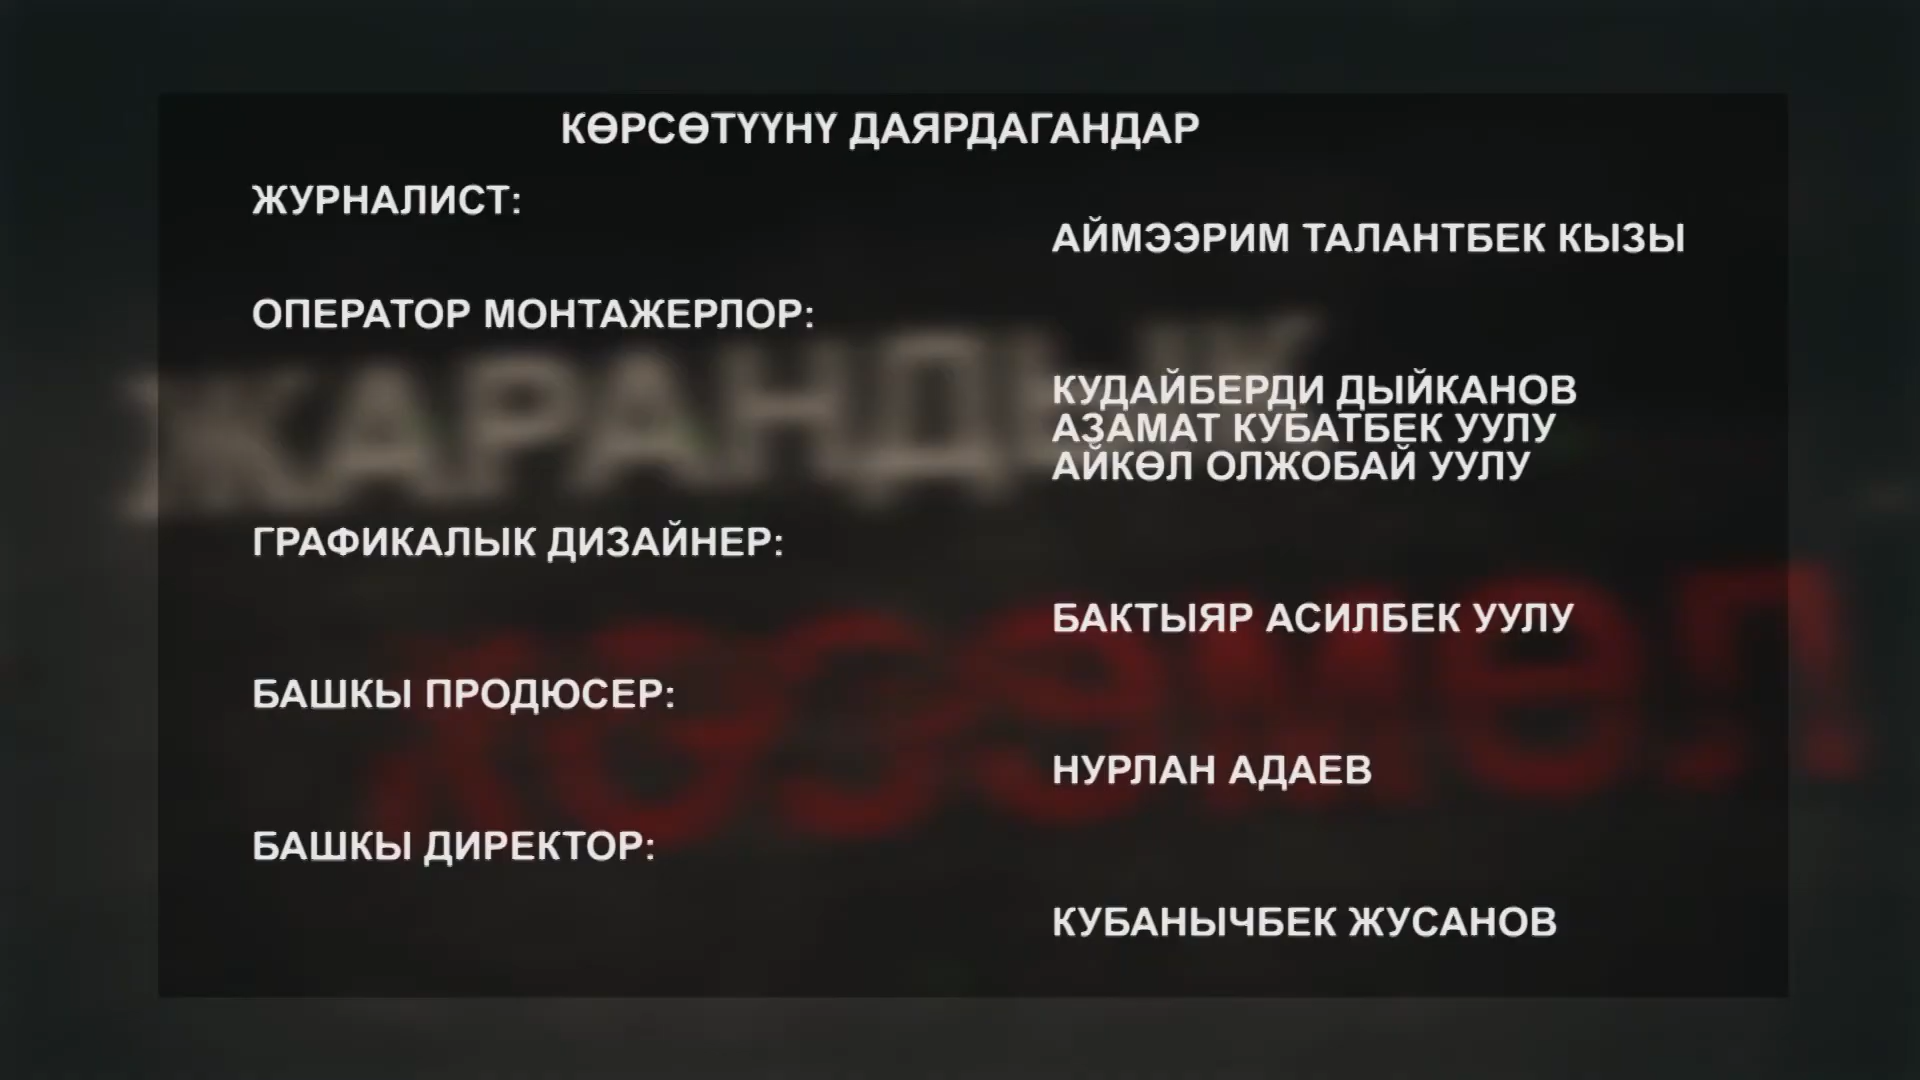 КӨРСӨТҮҮНҮ ДАЯРДАГАНДАР
ЖУРНАЛИСТ:
АЙМЭЭРИМ ТАЛАНТБЕК КЫЗЫ
ОПЕРАТОР МОНТАЖЕРЛОР:
КУДАЙБЕРДИ ДЫЙКАНОВ
АЗАМАТ КУБАТБЕК УУЛУ
АЙКӨЛ ОЛЖОБАЙ УУЛУ
ГРАФИКАЛЫК ДИЗАЙНЕР:
БАКТЫЯР АСИЛБЕК УУЛУ
БАШКЫ ПРОДЮСЕР:
НУРЛАН АДАЕВ
БАШКЫ ДИРЕКТОР:
КУБАНЫЧБЕК ЖУСАНОВ
ЖАРАНДЫК